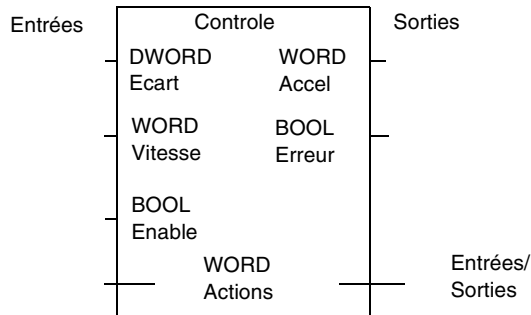 Entrées Controle Sorties
DWORD WORD
Ecart Accel
WORD BOOL
Vitesse Erreur
BOOL
Enable
WORD Entrées/
Actions Sorties